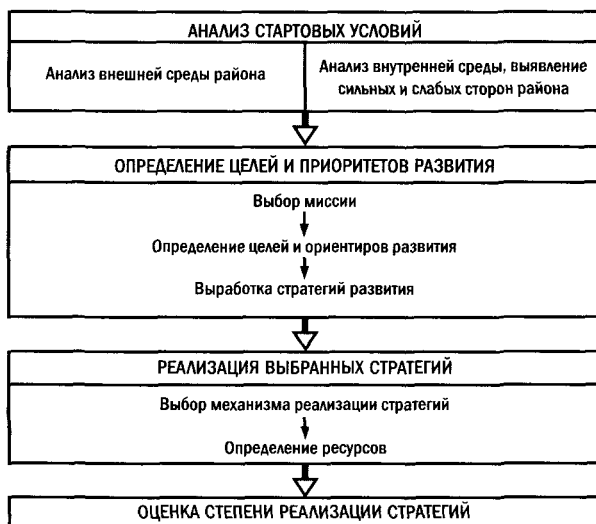 АНАЛИЗ СТАРТОВЫХ УСЛОВИЙ
Анализ внешней среды района
Анализ внутренней среды, выявление
сильных и слабых сторон района
ОПРЕДЕЛЕНИЕ ЦЕЛЕЙ И ПРИОРИТЕТОВ РАЗВИТИЯ
Выбор миссии
Определение целей и ориентиров развития
Выработка стратегий развития
РЕАЛИЗАЦИЯ ВЫБРАННЫХ СТРАТЕГИЙ
Выбор механизма реализации стратегий
Определение ресурсов
ОЦЕНКА СТЕПЕНИ РЕАЛИЗАЦИИ СТРАТЕГИЙ